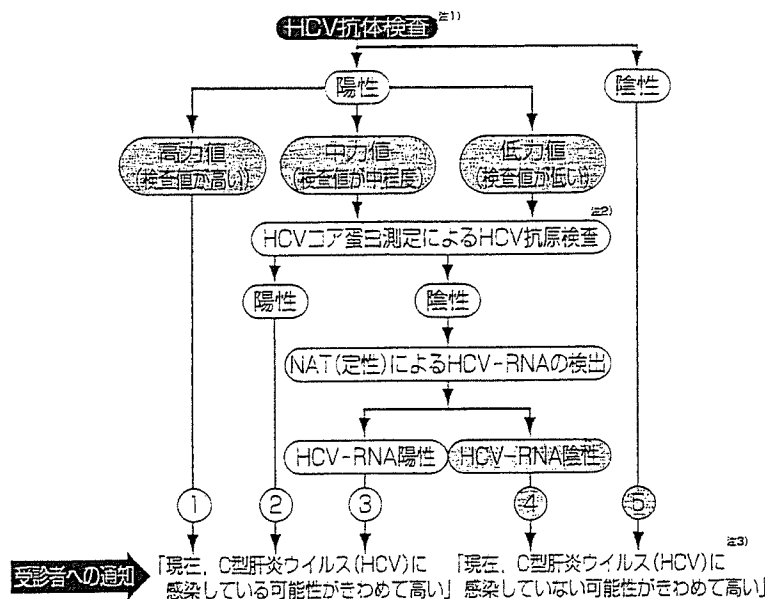 HCV抗体検査 注1)
陽性
陰性
高力価 中力価 低力価
(検査値が高い) (検査値が中程度) (検査値が低い)
注2)
HCVコア蛋白測定によるHCV抗原検査
陽性 陰性
NAT(定性)によるHCV-RNAの検出
HCV-RNA陽性 HCV-RNA陰性
① ② ③ ④ ⑤
注3)
受診者への通知
「現在，C型肝炎ウイルス(HCV)に
感染している可能性がきわめて高い」
「現在，C型肝炎ウイルス(HCV)に
感染していない可能性がきわめて高い」